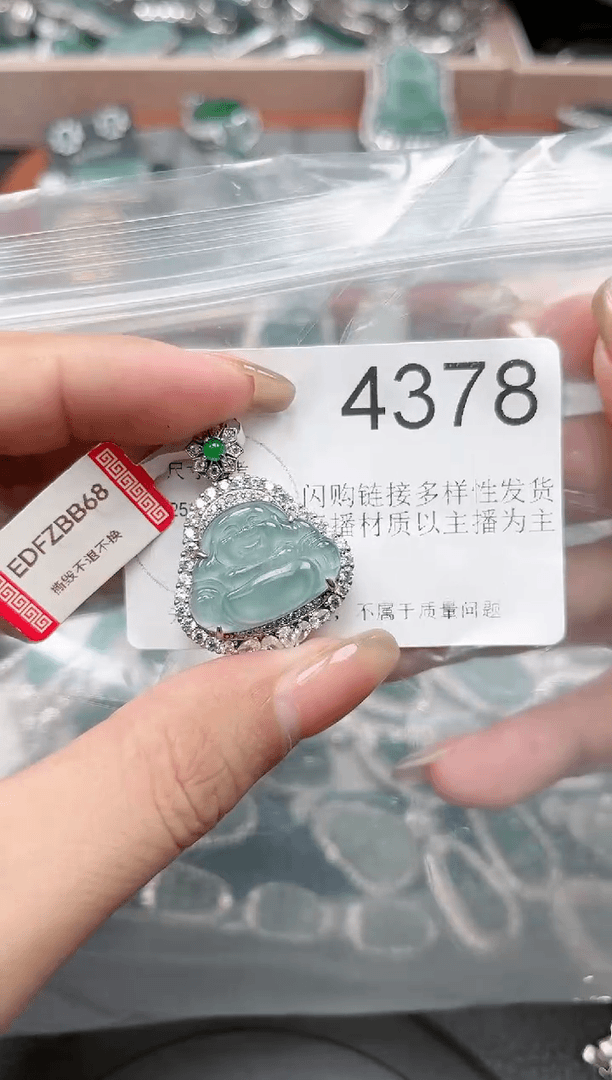 4378
闪购链接多样性发货
播材质以主播为主
，不属于质量问题
EDFZBB68
撕毁不退不换